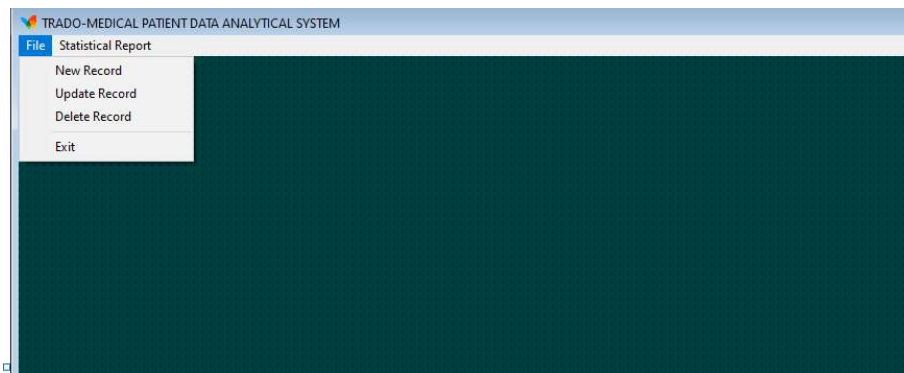 TRADO-MEDICAL PATIENT DATA ANALYTICAL SYSTEM
File Statistical Report
New Record
Update Record
Delete Record
Exit